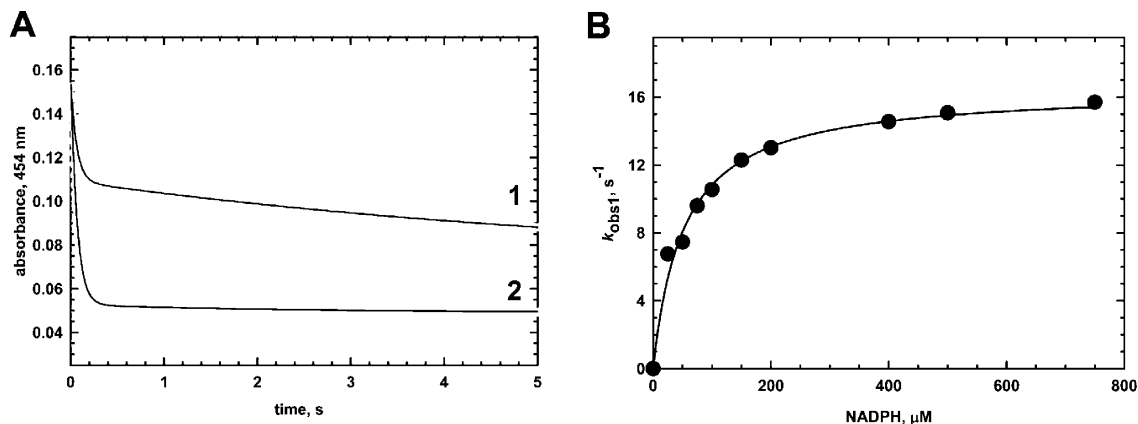 A
absorbance, 454 nm
0.16
0.14
0.12
0.10
0.08
0.06
0.04
1
2
0 1 2 3 4 5
time, s
B
kobs1, s⁻¹
16
12
8
4
0
0 200 400 600 800
NADPH, μM